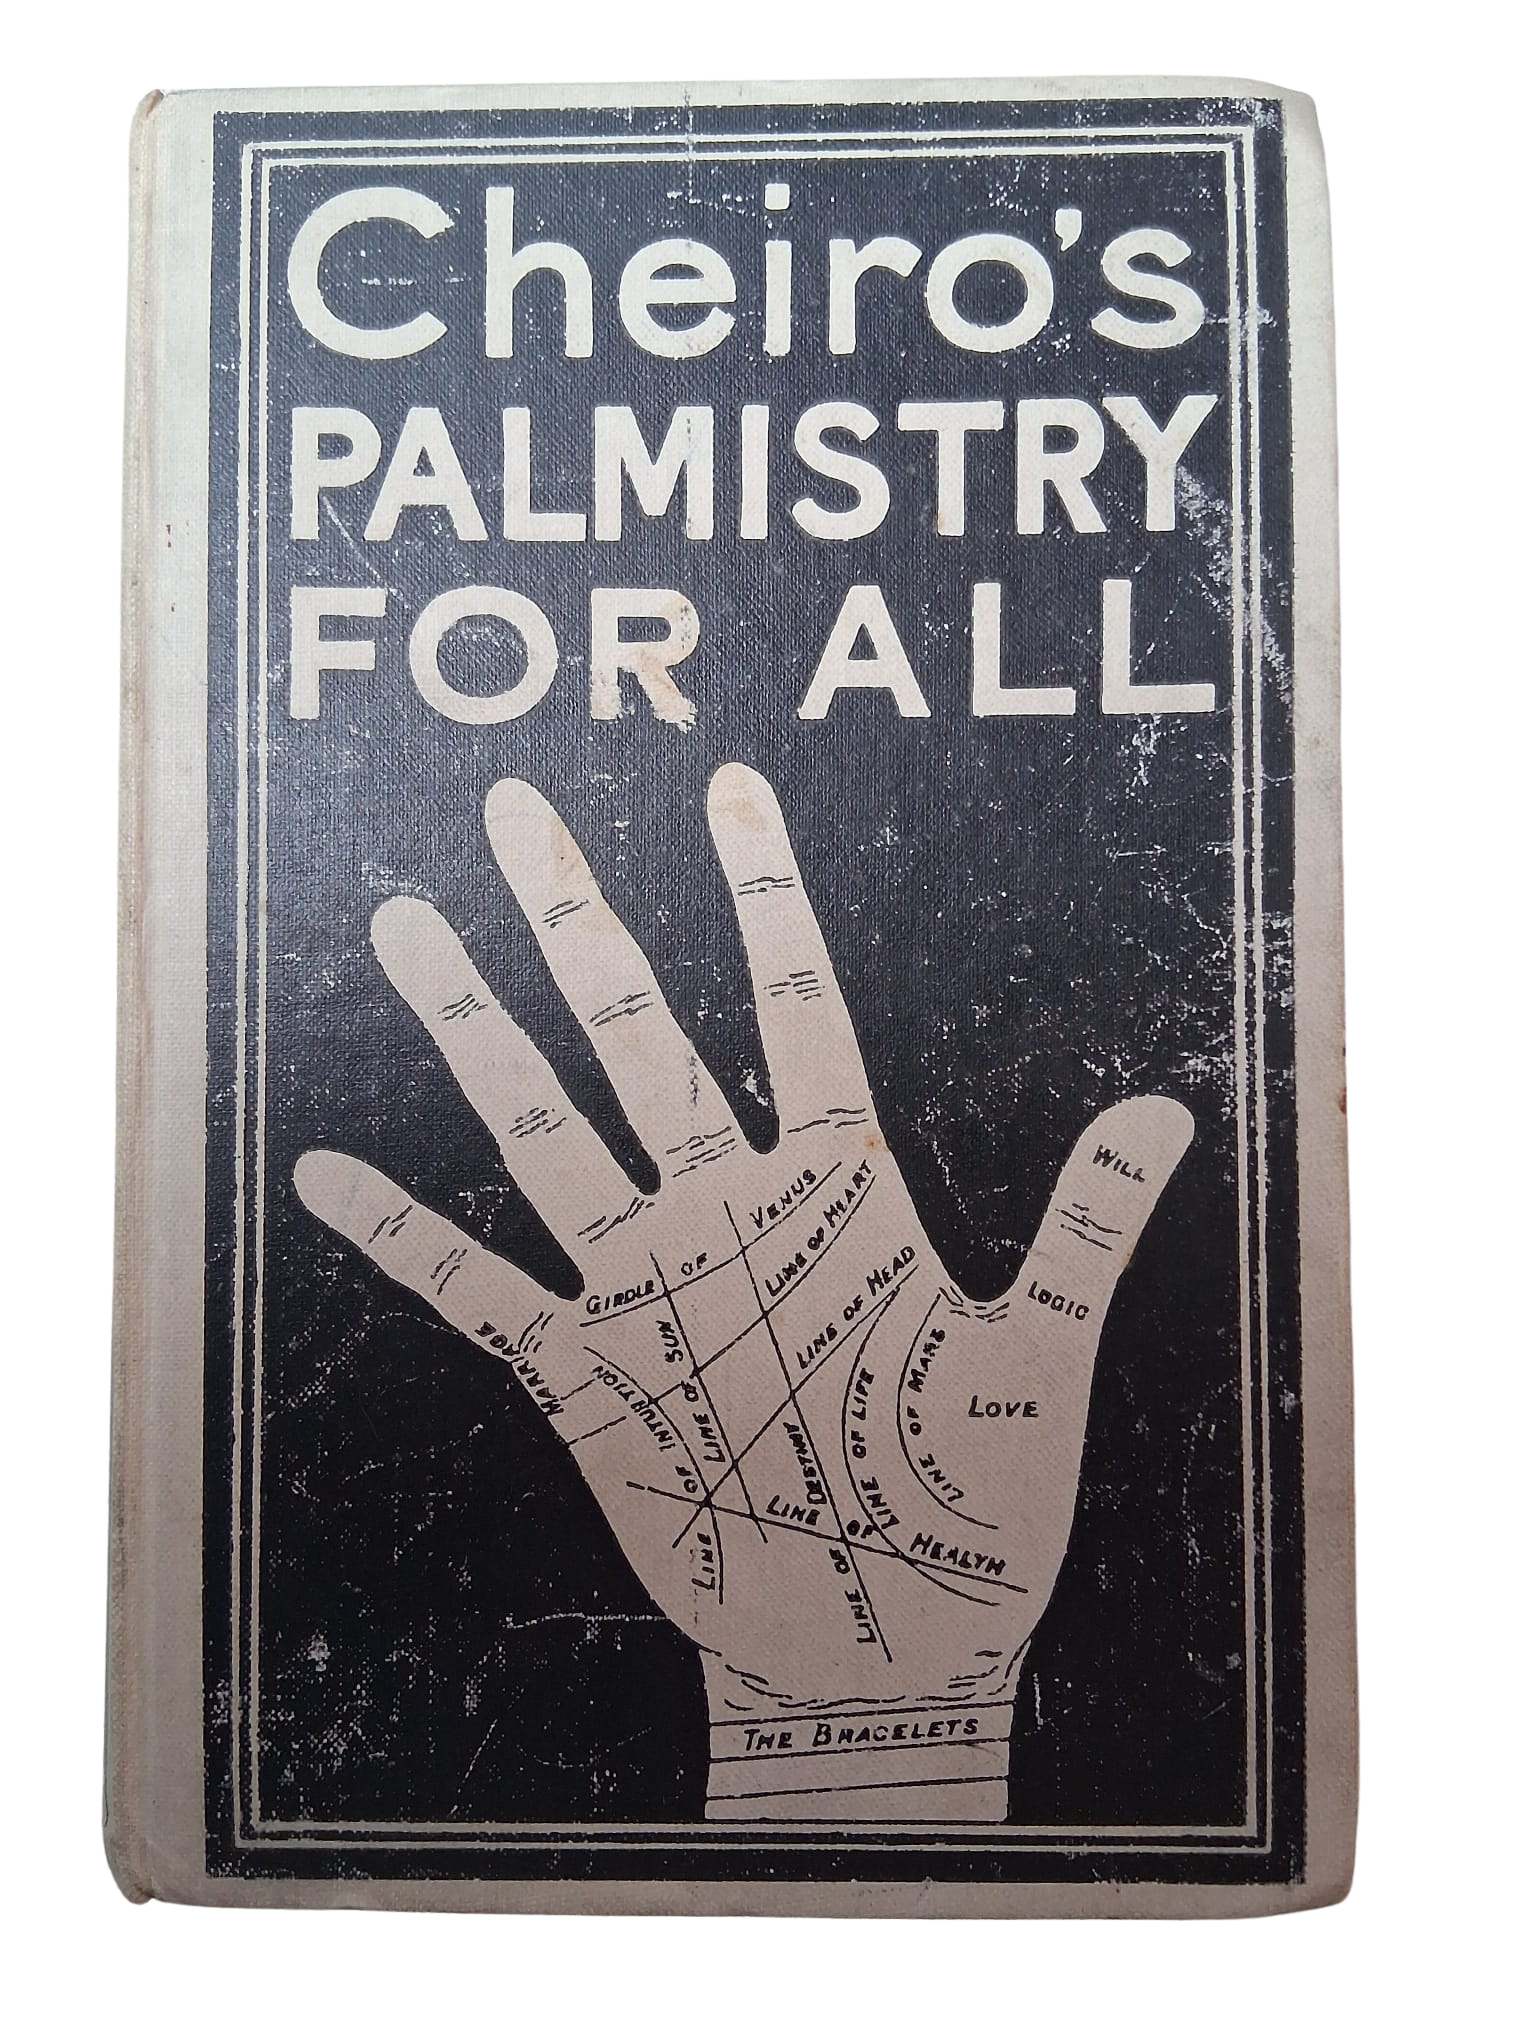 Cheiro's
PALMISTRY
FOR ALL
WILL
LOGIC
LOVE
GIRDLE OF VENUS
LINE OF HEART
LINE OF HEAD
MARRIAGE
LINE OF INTUITION
LINE OF SUN
LINE OF DESTINY
LINE OF LIFE
LINE OF MARS
LINE OF HEALTH
THE BRACELETS